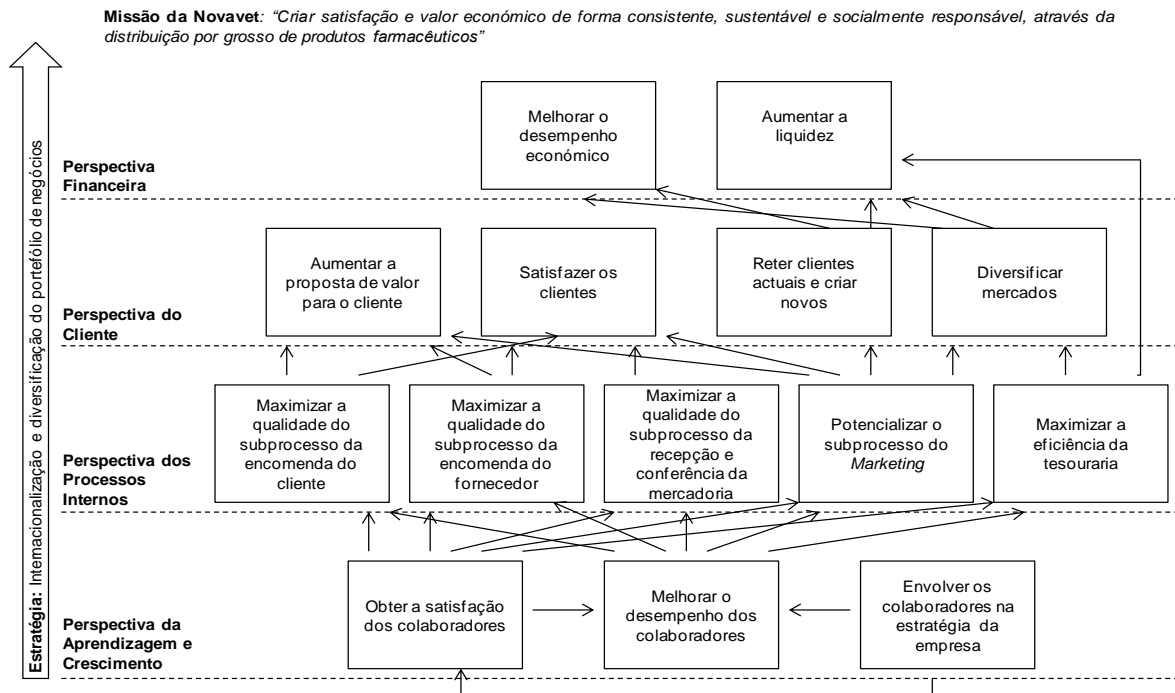 Missão da Novavet: “Criar satisfação e valor económico de forma consistente, sustentável e socialmente responsável, através da
distribuição por grosso de produtos farmacêuticos”
Estratégia: Internacionalização e diversificação do portefólio de negócios
Perspectiva
Financeira
Melhorar o
desempenho
económico
Aumentar a
liquidez
Perspectiva do
Cliente
Aumentar a
proposta de valor
para o cliente
Satisfazer os
clientes
Reter clientes
actuais e criar
novos
Diversificar
mercados
Perspectiva dos
Processos
Internos
Maximizar a
qualidade do
subprocesso da
encomenda do
cliente
Maximizar a
qualidade do
subprocesso da
encomenda do
fornecedor
Maximizar a
qualidade do
subprocesso da
recepção e
conferência da
mercadoria
Potencializar o
subprocesso do
Marketing
Maximizar a
eficiência da
tesouraria
Perspectiva da
Aprendizagem e
Crescimento
Obter a satisfação
dos colaboradores
Melhorar o
desempenho dos
colaboradores
Envolver os
colaboradores na
estratégia da
empresa